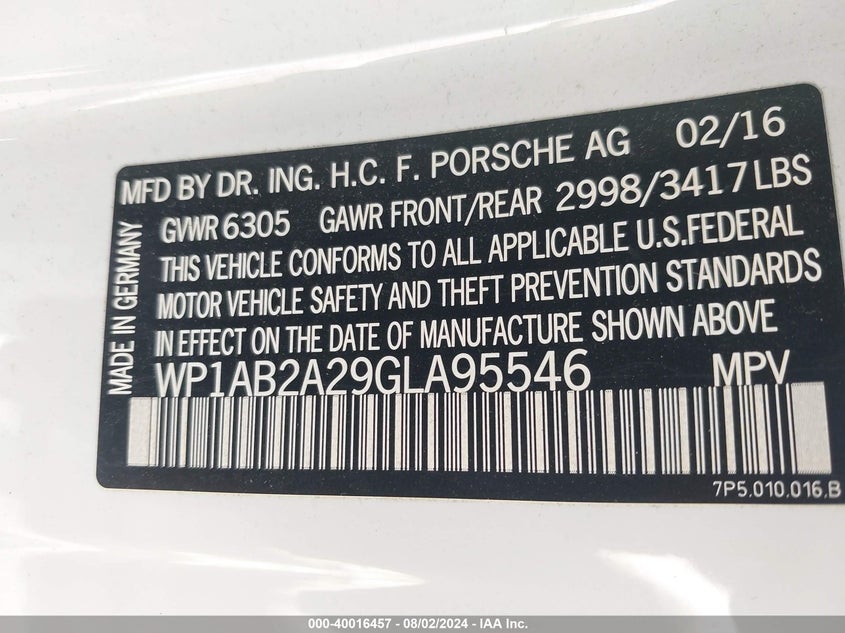 MFD BY DR. ING. H.C. F. PORSCHE AG 02/16
GVWR 6305 GAWR FRONT/REAR 2998/3417LBS
THIS VEHICLE CONFORMS TO ALL APPLICABLE U.S.FEDERAL
MOTOR VEHICLE SAFETY AND THEFT PREVENTION STANDARDS
IN EFFECT ON THE DATE OF MANUFACTURE SHOWN ABOVE
WP1AB2A29GLA95546 MPV
MADE IN GERMANY
7P5.010.016.B
000-40016457 - 08/02/2024 - IAA Inc.